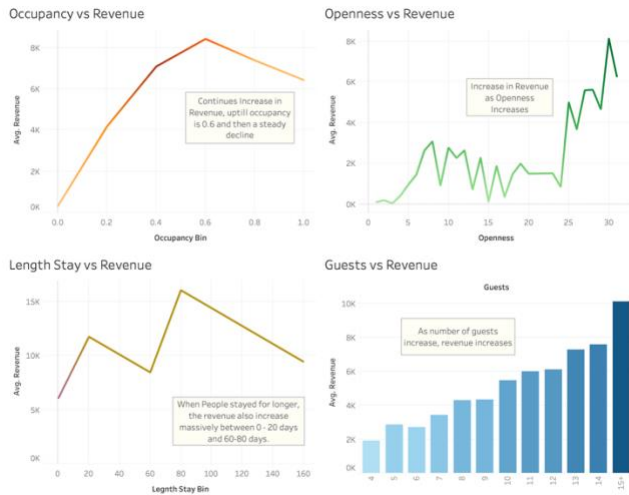 Occupancy vs Revenue
8K
6K
4K
2K
0K
Avg. Revenue
Continues Increase in
Revenue, uptill occupancy
is 0.6 and then a steady
decline
0.0 0.2 0.4 0.6 0.8 1.0
Occupancy Bin
Openness vs Revenue
8K
6K
4K
2K
0K
Avg. Revenue
Increase in Revenue
as Openness
Increases
0 5 10 15 20 25 30
Openness
Length Stay vs Revenue
15K
10K
5K
0K
Avg. Revenue
When People stayed for longer,
the revenue also increase
massively between 0 - 20 days
and 60-80 days.
0 20 40 60 80 100 120 140 160
Legnth Stay Bin
Guests vs Revenue
Guests
10K
8K
6K
4K
2K
0K
Avg. Revenue
As number of guests
increase, revenue increases
4 5 6 7 8 9 10 11 12 13 14 15+